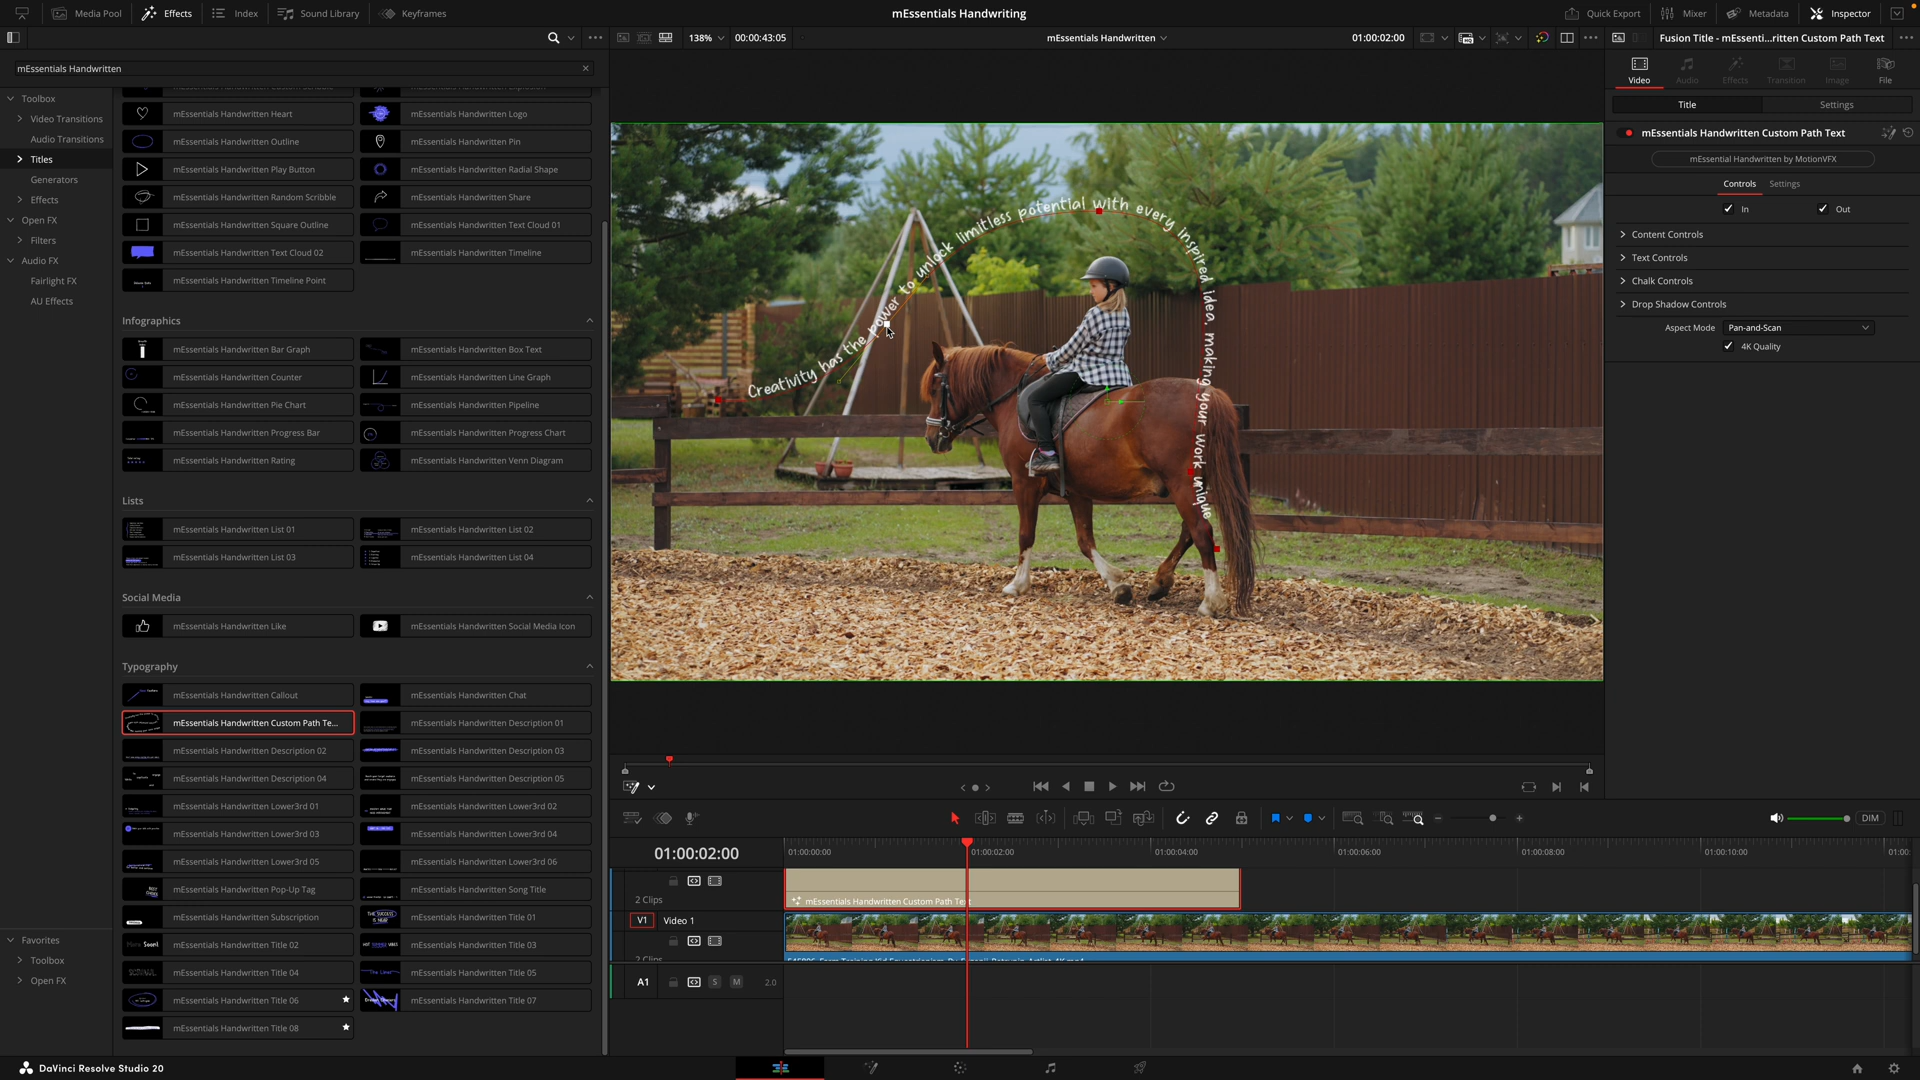 Media Pool
Effects
Index
Sound Library
Keyframes
mEssentials Handwriting
Quick Export
Mixer
Metadata
Inspector
138%
00:00:43:05
mEssentials Handwritten
01:00:02:00
Fusion Title - mEssenti...ritten Custom Path Text
mEssentials Handwritten
Toolbox
Video Transitions
Audio Transitions
Titles
Generators
Effects
Open FX
Filters
Audio FX
Fairlight FX
AU Effects
Favorites
Toolbox
Open FX
mEssentials Handwritten Heart
mEssentials Handwritten Logo
mEssentials Handwritten Outline
mEssentials Handwritten Pin
mEssentials Handwritten Play Button
mEssentials Handwritten Radial Shape
mEssentials Handwritten Random Scribble
mEssentials Handwritten Share
mEssentials Handwritten Square Outline
mEssentials Handwritten Text Cloud 01
mEssentials Handwritten Text Cloud 02
mEssentials Handwritten Timeline
mEssentials Handwritten Timeline Point
Infographics
mEssentials Handwritten Bar Graph
mEssentials Handwritten Box Text
mEssentials Handwritten Counter
mEssentials Handwritten Line Graph
mEssentials Handwritten Pie Chart
mEssentials Handwritten Pipeline
mEssentials Handwritten Progress Bar
mEssentials Handwritten Progress Chart
mEssentials Handwritten Rating
mEssentials Handwritten Venn Diagram
Lists
mEssentials Handwritten List 01
mEssentials Handwritten List 02
mEssentials Handwritten List 03
mEssentials Handwritten List 04
Social Media
mEssentials Handwritten Like
mEssentials Handwritten Social Media Icon
Typography
mEssentials Handwritten Callout
mEssentials Handwritten Chat
mEssentials Handwritten Custom Path Te...
mEssentials Handwritten Description 01
mEssentials Handwritten Description 02
mEssentials Handwritten Description 03
mEssentials Handwritten Description 04
mEssentials Handwritten Description 05
mEssentials Handwritten Lower3rd 01
mEssentials Handwritten Lower3rd 02
mEssentials Handwritten Lower3rd 03
mEssentials Handwritten Lower3rd 04
mEssentials Handwritten Lower3rd 05
mEssentials Handwritten Lower3rd 06
mEssentials Handwritten Pop-Up Tag
mEssentials Handwritten Song Title
mEssentials Handwritten Subscription
mEssentials Handwritten Title 01
mEssentials Handwritten Title 02
mEssentials Handwritten Title 03
mEssentials Handwritten Title 04
mEssentials Handwritten Title 05
mEssentials Handwritten Title 06
mEssentials Handwritten Title 07
mEssentials Handwritten Title 08
Creativity has the power to unlock limitless potential with every inspired idea, making your work unique
Video
Audio
Effects
Transition
Image
File
Title
Settings
mEssentials Handwritten Custom Path Text
mEssential Handwritten by MotionVFX
Controls
Settings
In
Out
Content Controls
Text Controls
Chalk Controls
Drop Shadow Controls
Aspect Mode
Pan-and-Scan
4K Quality
DIM
01:00:02:00
01:00:00:00
01:00:02:00
01:00:04:00
01:00:06:00
01:00:08:00
01:00:10:00
01:00:
2 Clips
mEssentials Handwritten Custom Path Text
V1
Video 1
A1
S
M
2.0
DaVinci Resolve Studio 20